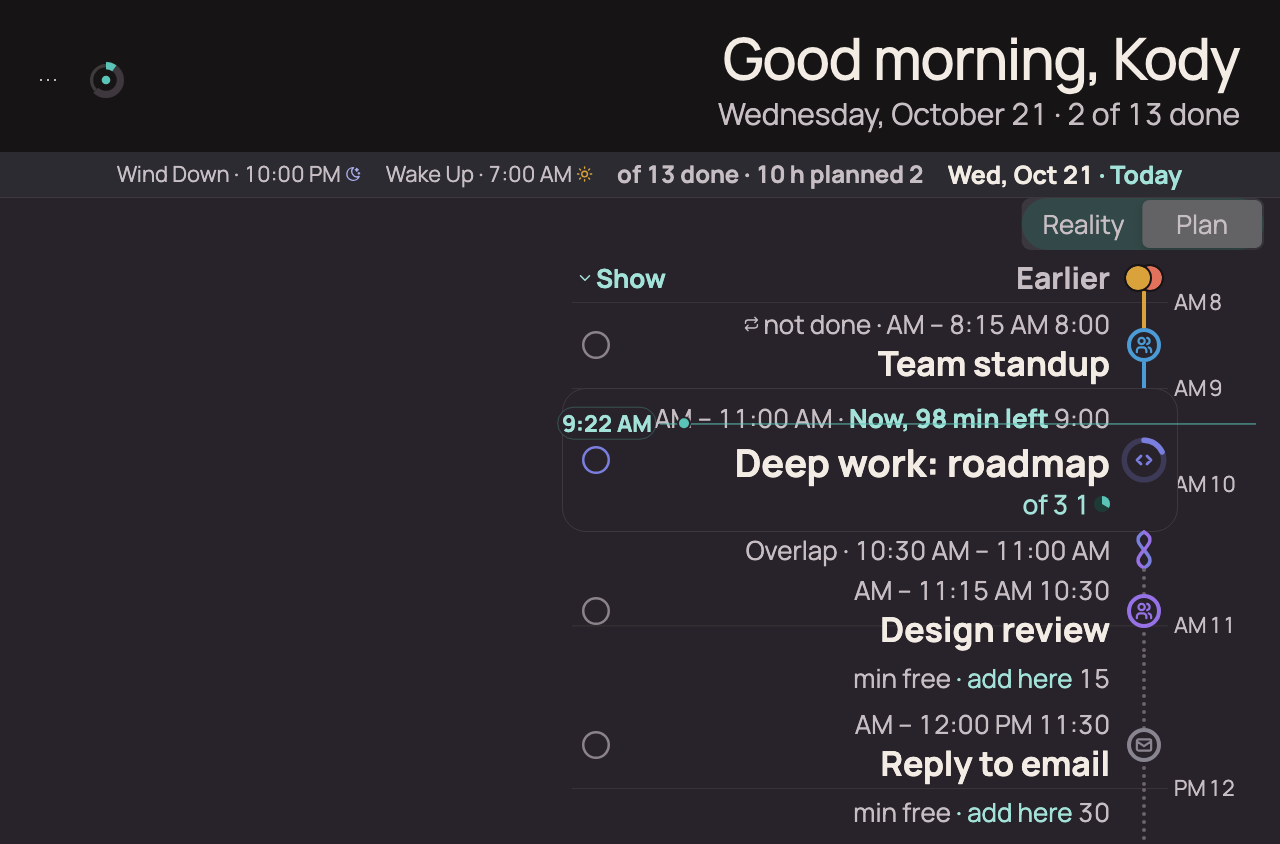 ...
Good morning, Kody
Wednesday, October 21 · 2 of 13 done
Wind Down · 10:00 PM Wake Up · 7:00 AM of 13 done · 10 h planned 2 Wed, Oct 21 · Today
Reality Plan
Show Earlier
AM 8
not done · AM – 8:15 AM 8:00
Team standup
AM 9
9:22 AM AM – 11:00 AM · Now, 98 min left 9:00
Deep work: roadmap
AM 10
of 3 1
Overlap · 10:30 AM – 11:00 AM
AM – 11:15 AM 10:30
Design review
AM 11
min free · add here 15
AM – 12:00 PM 11:30
Reply to email
PM 12
min free · add here 30